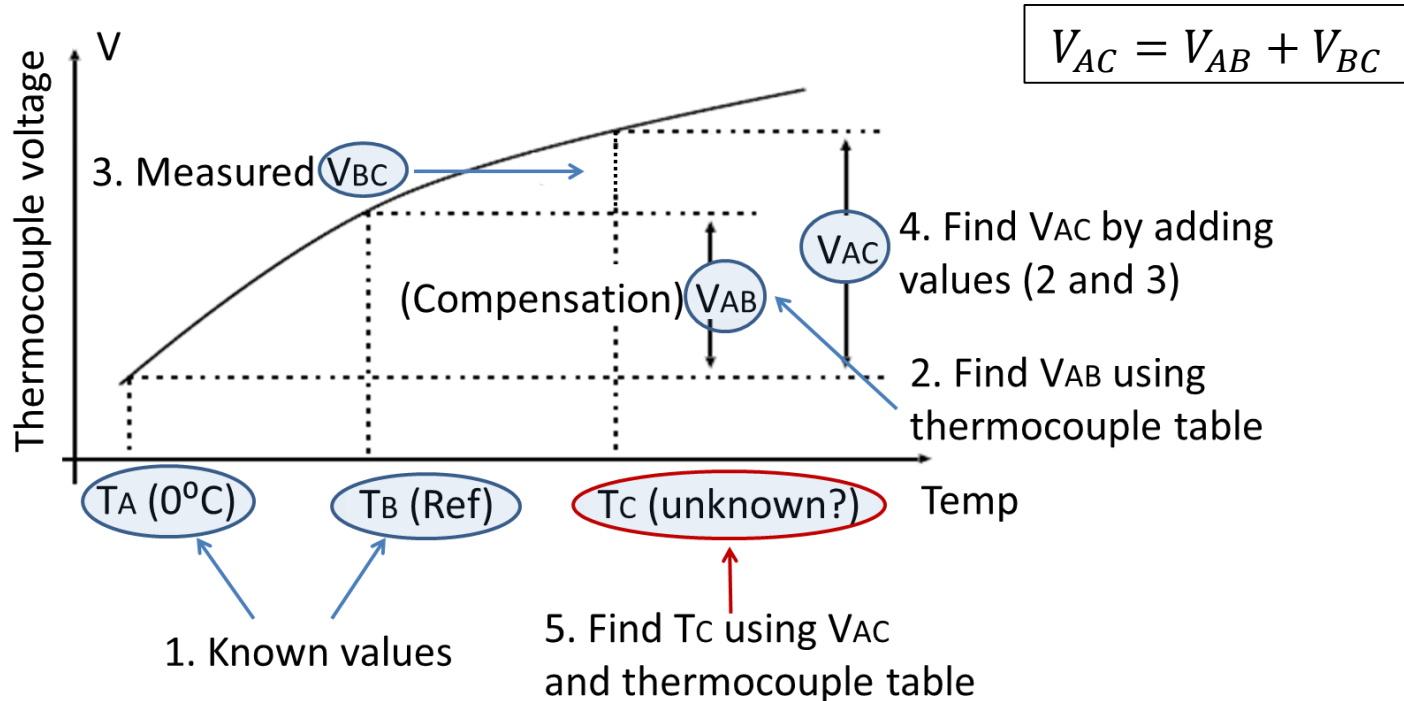 V
V_AC = V_AB + V_BC
Thermocouple voltage
3. Measured VBC
VAC
4. Find VAC by adding
values (2 and 3)
(Compensation) VAB
2. Find VAB using
thermocouple table
TA (0⁰C)
TB (Ref)
TC (unknown?)
Temp
1. Known values
5. Find TC using VAC
and thermocouple table